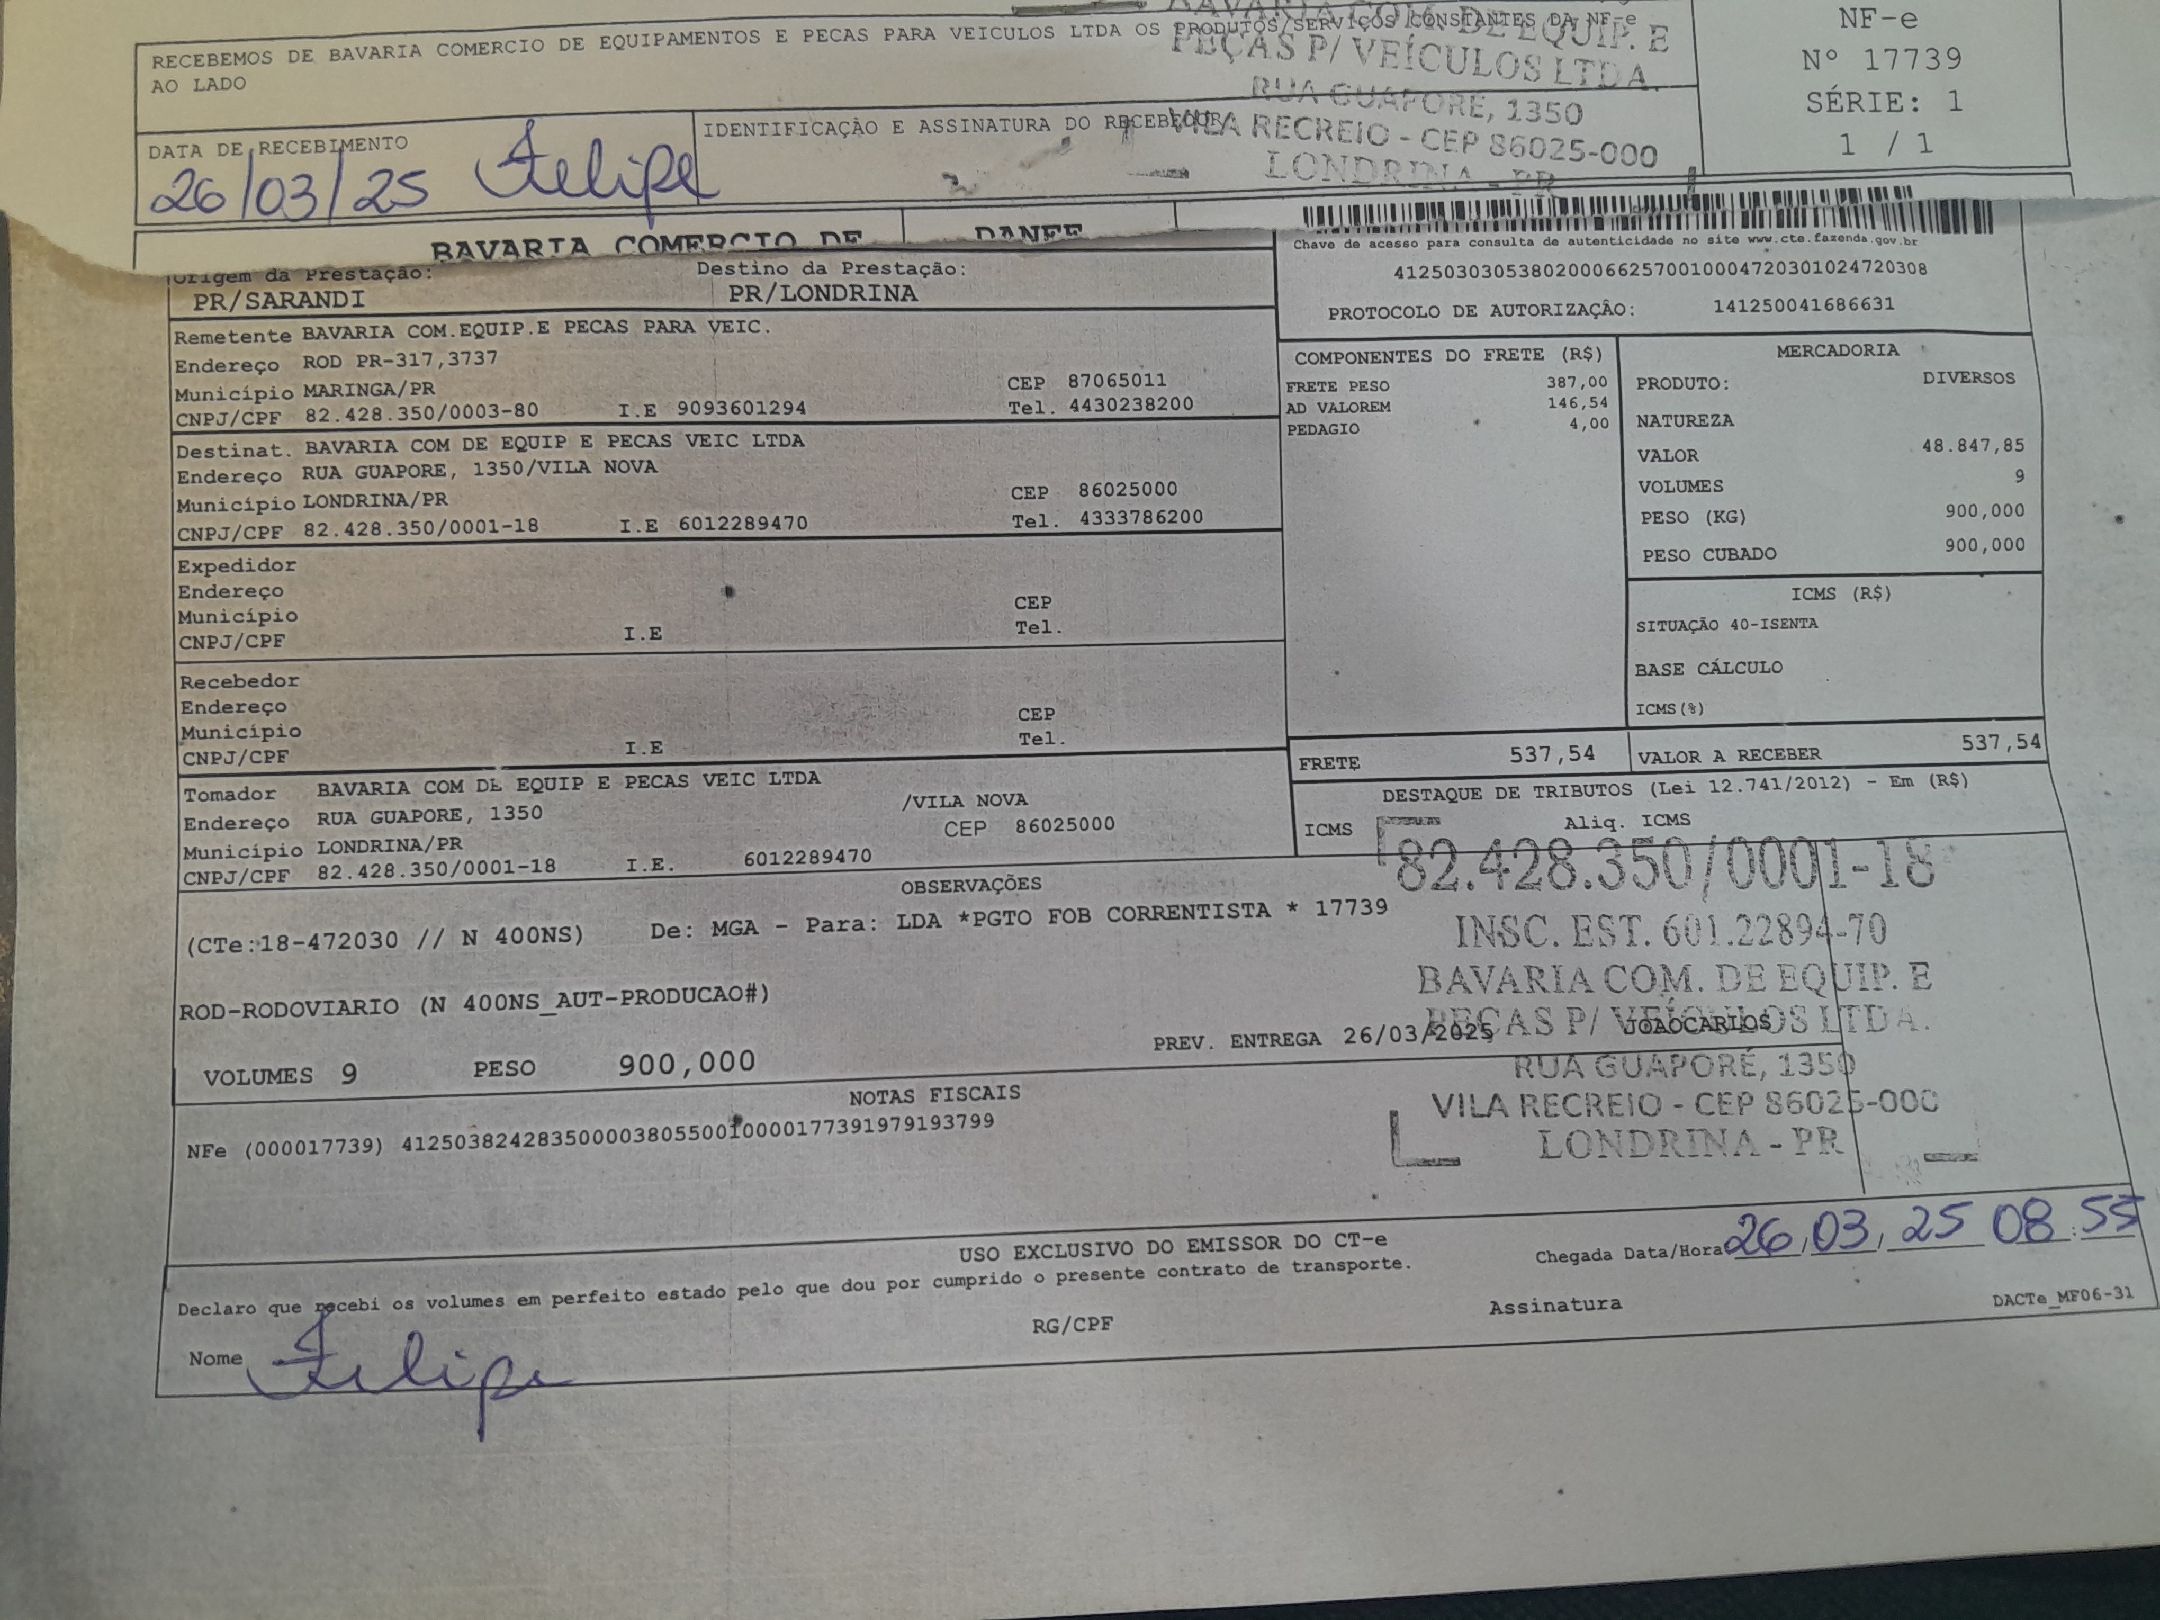 BAVARIA COM. DE EQUIP. E
PEÇAS P/ VEÍCULOS LTDA.
RUA GUAPORÉ, 1350
VILA RECREIO - CEP 86025-000
LONDRINA - PR
RECEBEMOS DE BAVARIA COMERCIO DE EQUIPAMENTOS E PECAS PARA VEICULOS LTDA OS PRODUTOS/SERVIÇOS CONSTANTES DA NF-e
AO LADO
NF-e
Nº 17739
SÉRIE: 1
1 / 1
DATA DE RECEBIMENTO
26/03/25 Felipe
IDENTIFICAÇÃO E ASSINATURA DO RECEBEDOR
BAVARIA COMERCIO DE
DANFE
Chave de acesso para consulta de autenticidade no site www.cte.fazenda.gov.br
41250303053802000662570010004720301024720308
PROTOCOLO DE AUTORIZAÇÃO: 141250041686631
Origem da Prestação: Destino da Prestação:
PR/SARANDI PR/LONDRINA
Remetente BAVARIA COM.EQUIP.E PECAS PARA VEIC.
Endereço ROD PR-317,3737
Município MARINGA/PR CEP 87065011
CNPJ/CPF 82.428.350/0003-80 I.E 9093601294 Tel. 4430238200
Destinat. BAVARIA COM DE EQUIP E PECAS VEIC LTDA
Endereço RUA GUAPORE, 1350/VILA NOVA
Município LONDRINA/PR CEP 86025000
CNPJ/CPF 82.428.350/0001-18 I.E 6012289470 Tel. 4333786200
Expedidor
Endereço
Município CEP
CNPJ/CPF I.E Tel.
Recebedor
Endereço
Município CEP
CNPJ/CPF I.E Tel.
Tomador BAVARIA COM DE EQUIP E PECAS VEIC LTDA
Endereço RUA GUAPORE, 1350 /VILA NOVA
Município LONDRINA/PR CEP 86025000
CNPJ/CPF 82.428.350/0001-18 I.E. 6012289470
COMPONENTES DO FRETE (R$)
FRETE PESO 387,00
AD VALOREM 146,54
PEDAGIO 4,00
MERCADORIA
PRODUTO: DIVERSOS
NATUREZA
VALOR 48.847,85
VOLUMES 9
PESO (KG) 900,000
PESO CUBADO 900,000
ICMS (R$)
SITUAÇÃO 40-ISENTA
BASE CÁLCULO
ICMS(%)
FRETE 537,54 VALOR A RECEBER 537,54
DESTAQUE DE TRIBUTOS (Lei 12.741/2012) - Em (R$)
ICMS Aliq. ICMS
82.428.350/0001-18
INSC. EST. 601.22894-70
BAVARIA COM. DE EQUIP. E
PEÇAS P/ VEÍCULOS LTDA.
RUA GUAPORÉ, 1350
VILA RECREIO - CEP 86025-000
LONDRINA - PR
OBSERVAÇÕES
(CTe:18-472030 // N 400NS) De: MGA - Para: LDA *PGTO FOB CORRENTISTA * 17739
ROD-RODOVIARIO (N 400NS_AUT-PRODUCAO#)
PREV. ENTREGA 26/03/2025 JOAOCARLOS
VOLUMES 9 PESO 900,000
NOTAS FISCAIS
NFe (000017739) 41250382428350000380550010000177391979193799
USO EXCLUSIVO DO EMISSOR DO CT-e
Chegada Data/Hora 26/03/25 08:55
Declaro que recebi os volumes em perfeito estado pelo que dou por cumprido o presente contrato de transporte.
Nome Felipe
RG/CPF
Assinatura
DACTe_MF06-31